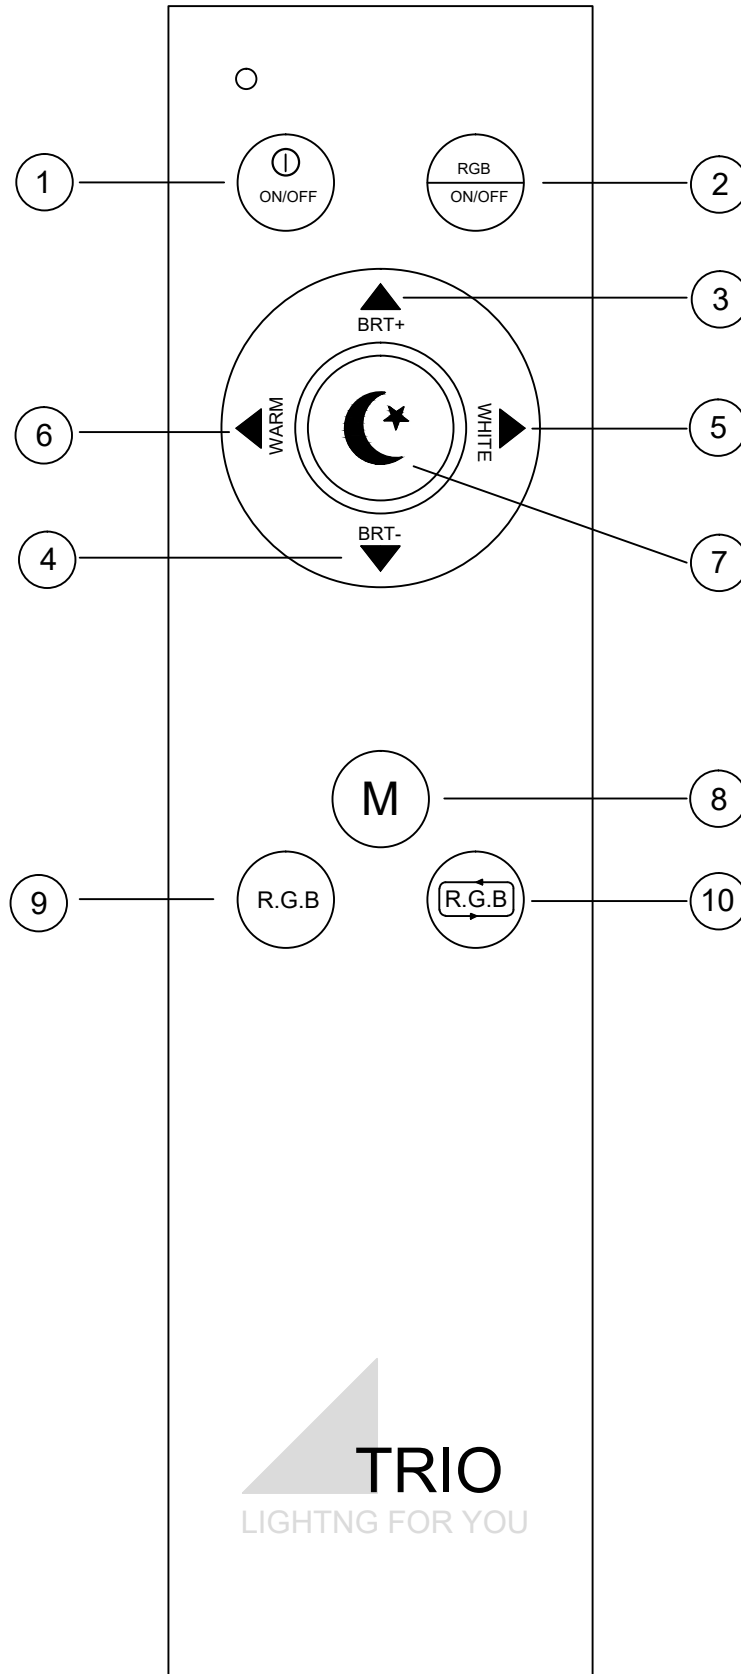 1
ON/OFF
RGB
ON/OFF
2
BRT+
3
6
WARM
WHITE
5
4
BRT-
7
M
8
9
R.G.B
R.G.B
10
TRIO
LIGHTNG FOR YOU